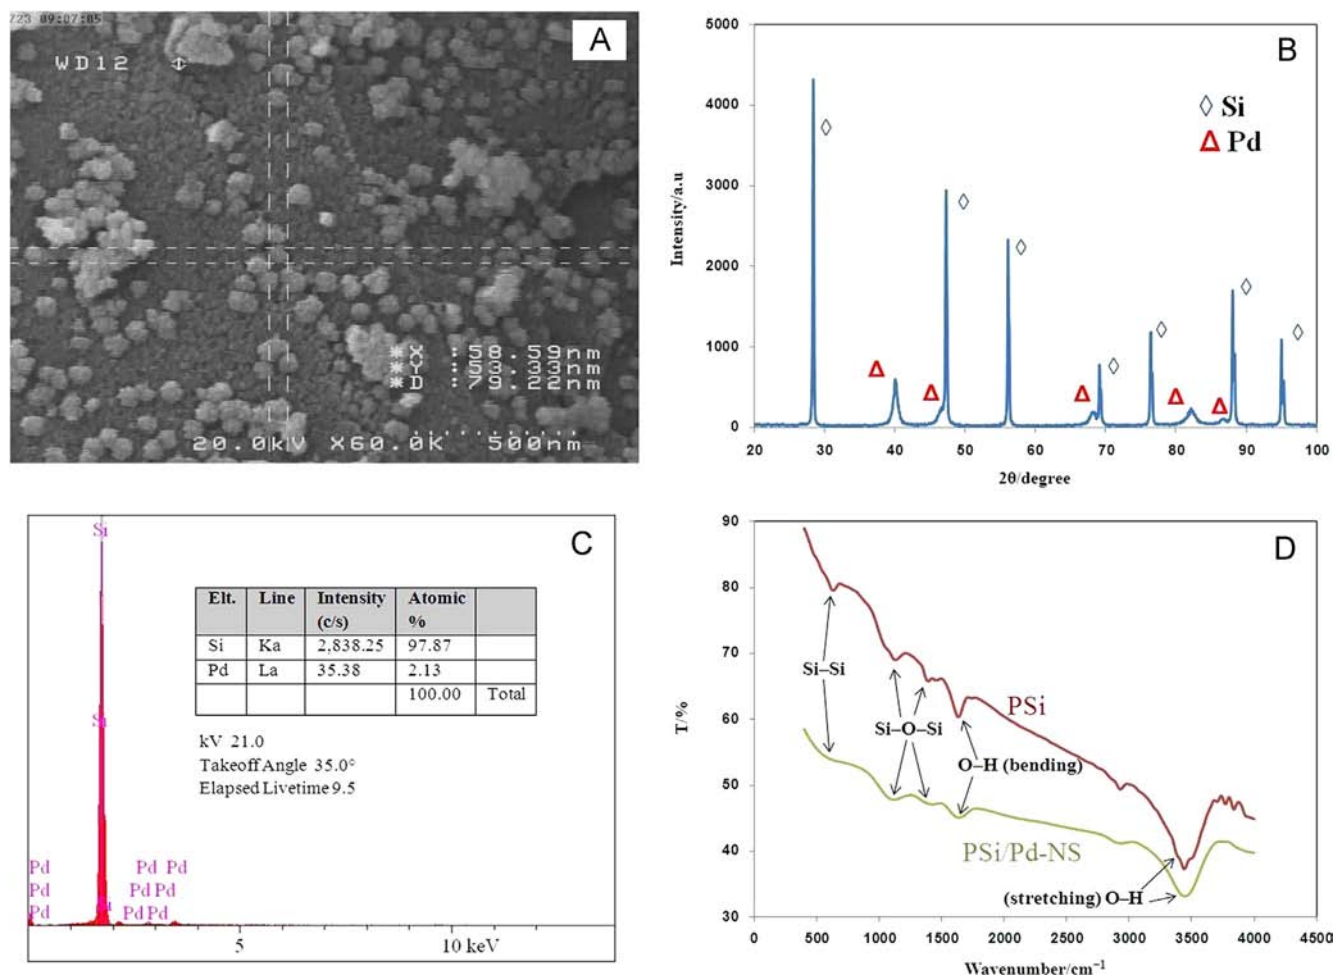 723 09:07:05
A
WD12
*X :58.59nm
*Y :53.33nm
*D :79.22nm
20.0kV X60.0K 500nm
B
5000
4000
3000
2000
1000
0
Intensity/a.u
Si
Pd
20 30 40 50 60 70 80 90 100
2θ/degree
C
Si
Si
Elt. Line Intensity (c/s) Atomic %
Si Ka 2,838.25 97.87
Pd La 35.38 2.13
100.00 Total
kV 21.0
Takeoff Angle 35.0°
Elapsed Livetime 9.5
Pd Pd Pd
Pd Pd Pd
Pd Pd Pd
5 10 keV
D
90
80
70
60
50
40
30
T/%
Si–Si
PSi
Si–O–Si
O–H (bending)
PSi/Pd-NS
(stretching) O–H
0 500 1000 1500 2000 2500 3000 3500 4000 4500
Wavenumber/cm⁻¹